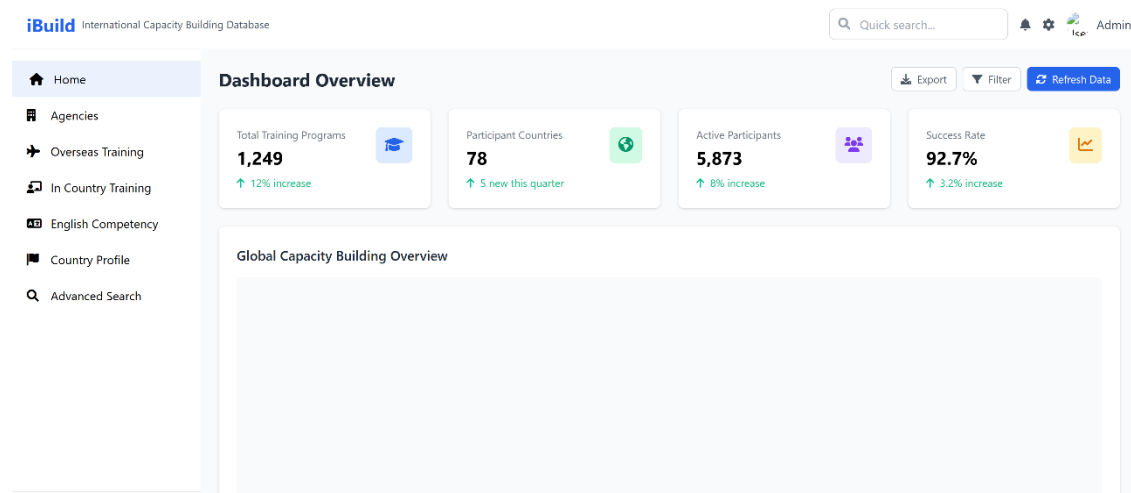 iBuild International Capacity Building Database
Quick search...
Admin
Home
Agencies
Overseas Training
In Country Training
English Competency
Country Profile
Advanced Search
Dashboard Overview
Export
Filter
Refresh Data
Total Training Programs
1,249
12% increase
Participant Countries
78
5 new this quarter
Active Participants
5,873
8% increase
Success Rate
92.7%
3.2% increase
Global Capacity Building Overview